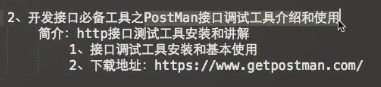 2、开发接口必备工具之PostMan接口调试工具介绍和使用
简介：http接口测试工具安装和讲解
1、接口调试工具安装和基本使用
2、下载地址：https://www.getpostman.com/